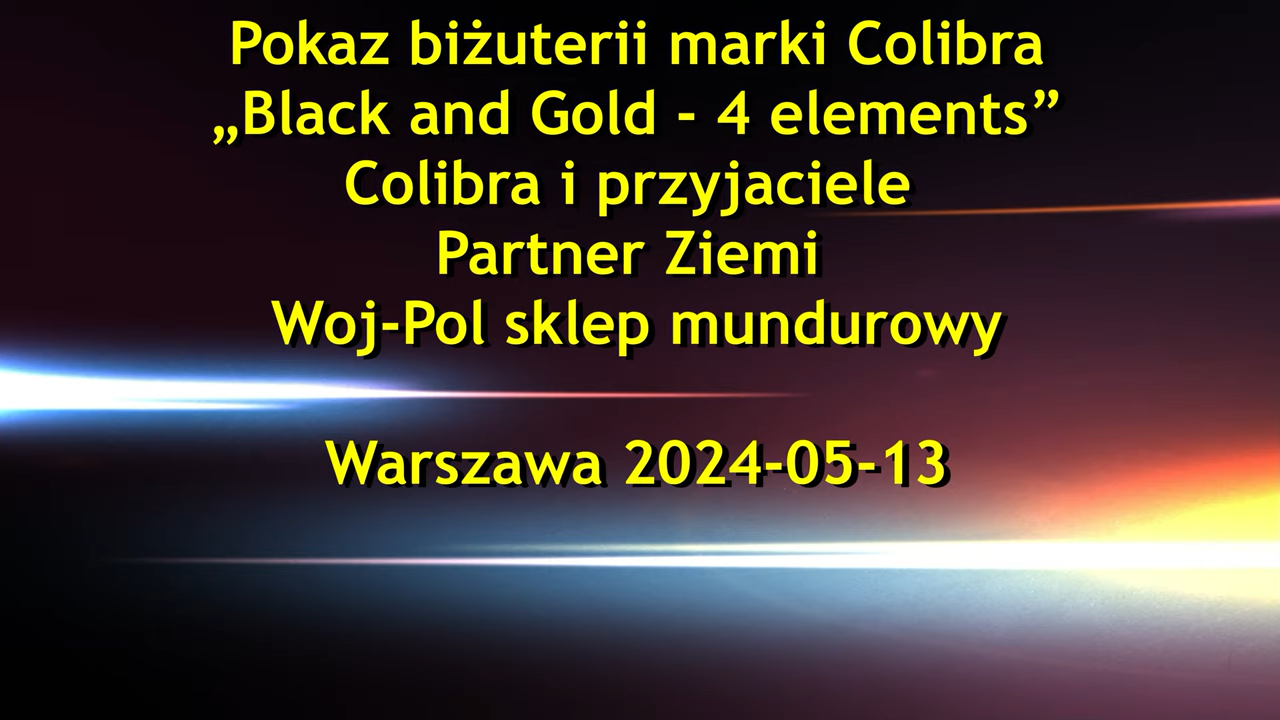 Pokaz biżuterii marki Colibra
„Black and Gold - 4 elements”
Colibra i przyjaciele
Partner Ziemi
Woj-Pol sklep mundurowy
Warszawa 2024-05-13